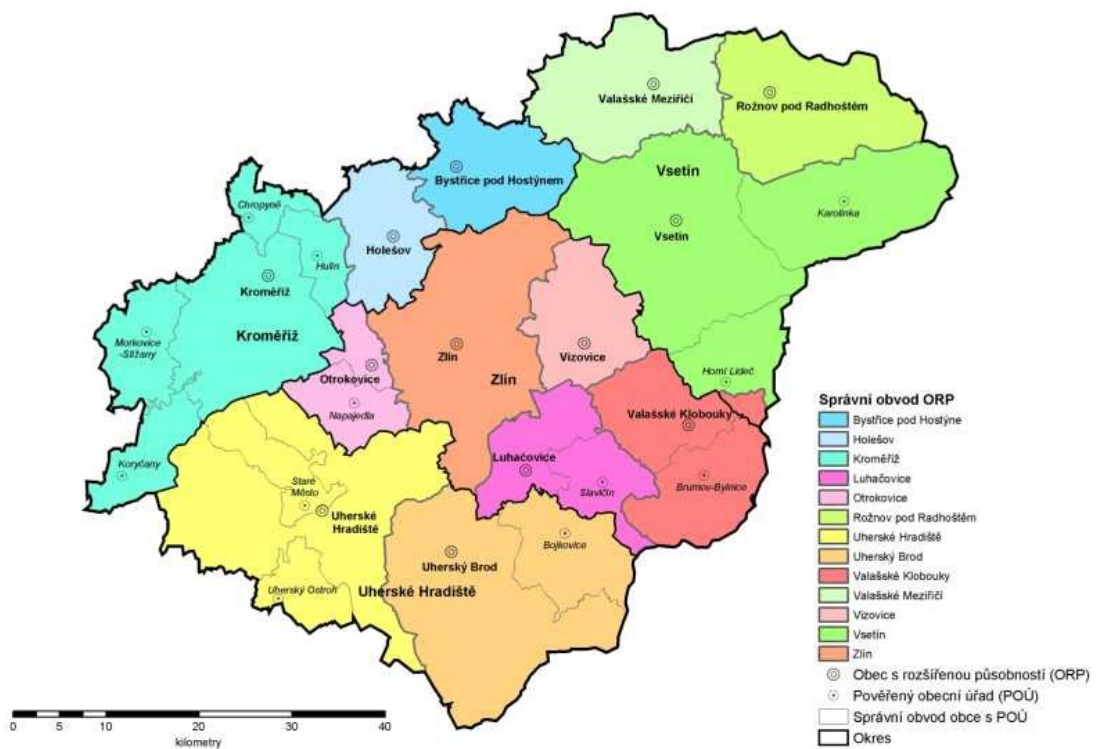 Valašské Meziříčí
Rožnov pod Radhoštěm
Bystřice pod Hostýnem
Vsetín
Karolinka
Chropyně
Vsetín
Holešov
Hulín
Kroměříž
Kroměříž
Morkovice
-Slížany
Zlín
Vizovice
Otrokovice
Zlín
Horní Lideč
Napajedla
Valašské Klobouky
Luhačovice
Koryčany
Staré
Město
Slavičín
Brumov-Bylnice
Uherské
Hradiště
Bojkovice
Uherský Brod
Uherský Ostroh
Uherské Hradiště
Správní obvod ORP
Bystřice pod Hostýne
Holešov
Kroměříž
Luhačovice
Otrokovice
Rožnov pod Radhoštěm
Uherské Hradiště
Uherský Brod
Valašské Klobouky
Valašské Meziříčí
Vizovice
Vsetín
Zlín
Obec s rozšířenou působností (ORP)
Pověřený obecní úřad (POÚ)
Správní obvod obce s POÚ
Okres
0 5 10 20 30 40
kilometry